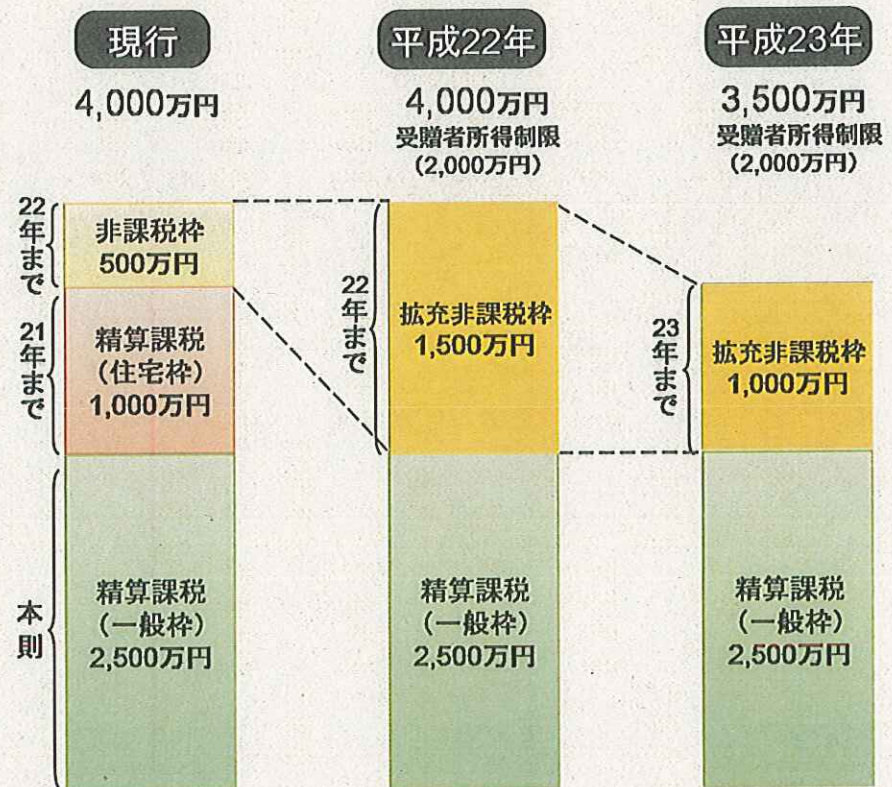 現行
4,000万円
22年まで
非課税枠
500万円
21年まで
精算課税
(住宅枠)
1,000万円
本則
精算課税
(一般枠)
2,500万円
平成22年
4,000万円
受贈者所得制限
(2,000万円)
22年まで
拡充非課税枠
1,500万円
精算課税
(一般枠)
2,500万円
平成23年
3,500万円
受贈者所得制限
(2,000万円)
23年まで
拡充非課税枠
1,000万円
精算課税
(一般枠)
2,500万円